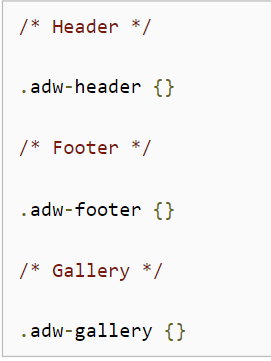 /* Header */
.adw-header {}
/* Footer */
.adw-footer {}
/* Gallery */
.adw-gallery {}